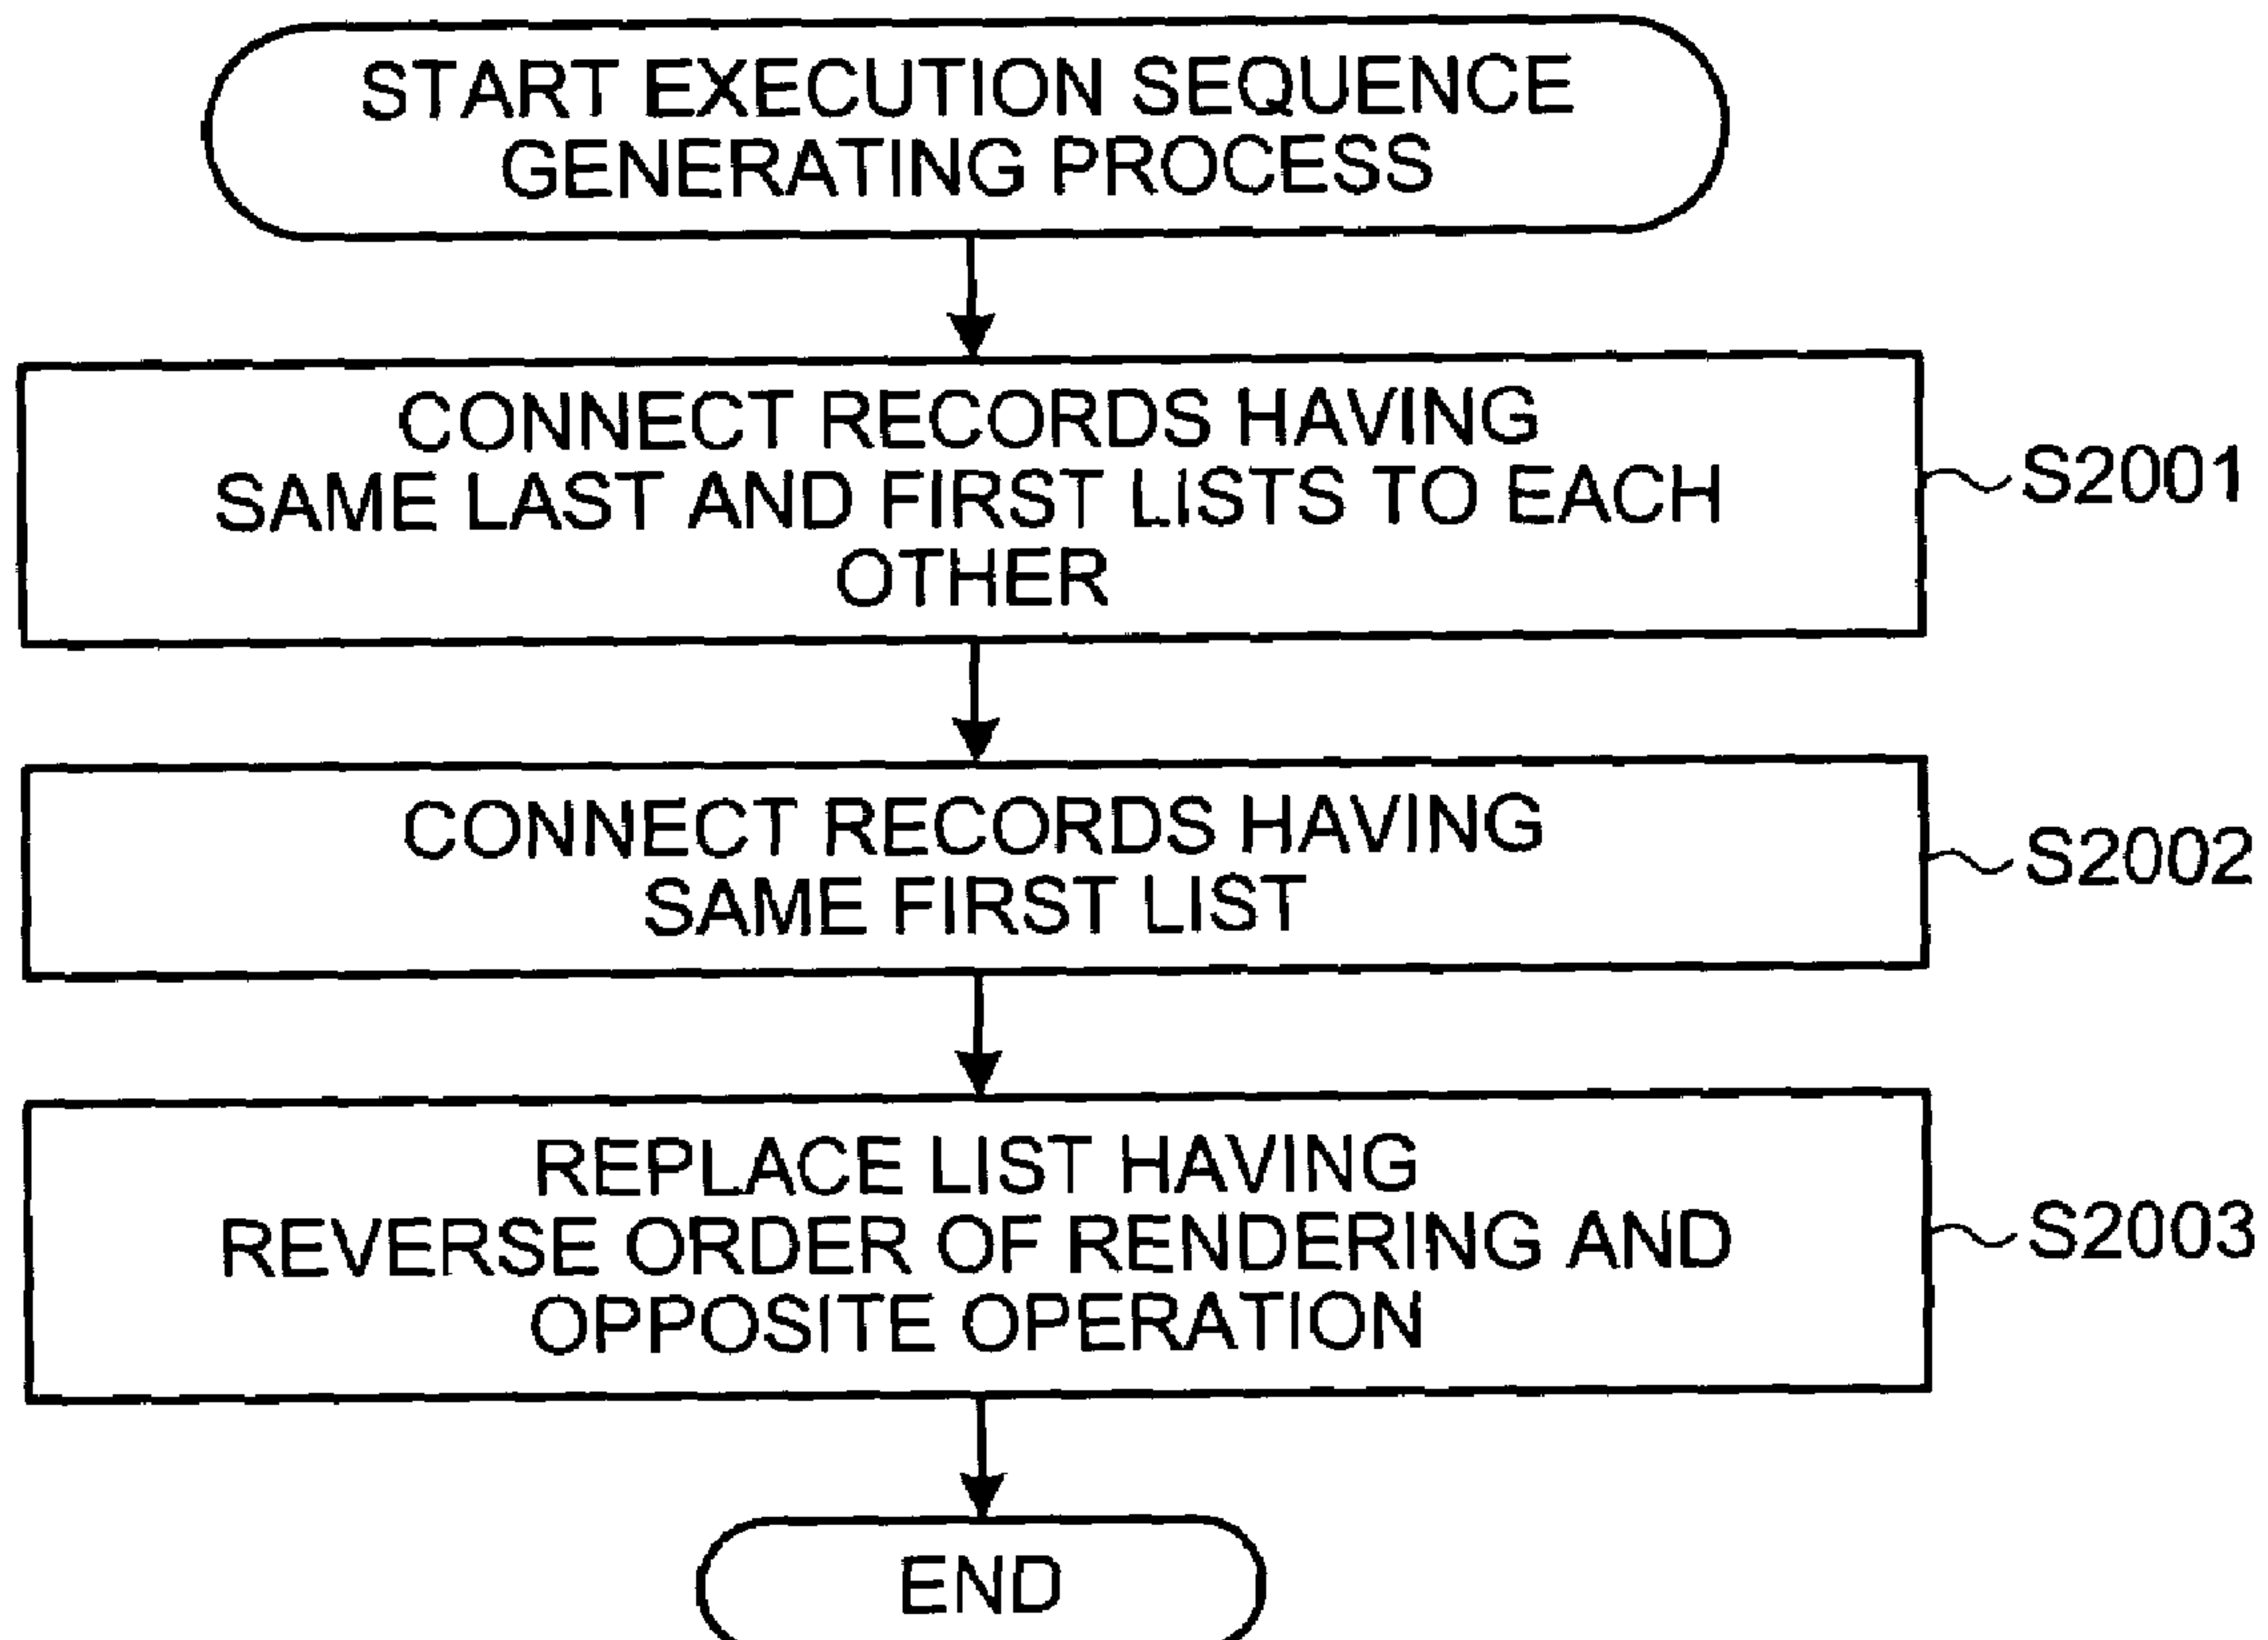 START EXECUTION SEQUENCE
GENERATING PROCESS
CONNECT RECORDS HAVING
SAME LAST AND FIRST LISTS TO EACH
OTHER
S2001
CONNECT RECORDS HAVING
SAME FIRST LIST
S2002
REPLACE LIST HAVING
REVERSE ORDER OF RENDERING AND
OPPOSITE OPERATION
S2003
END